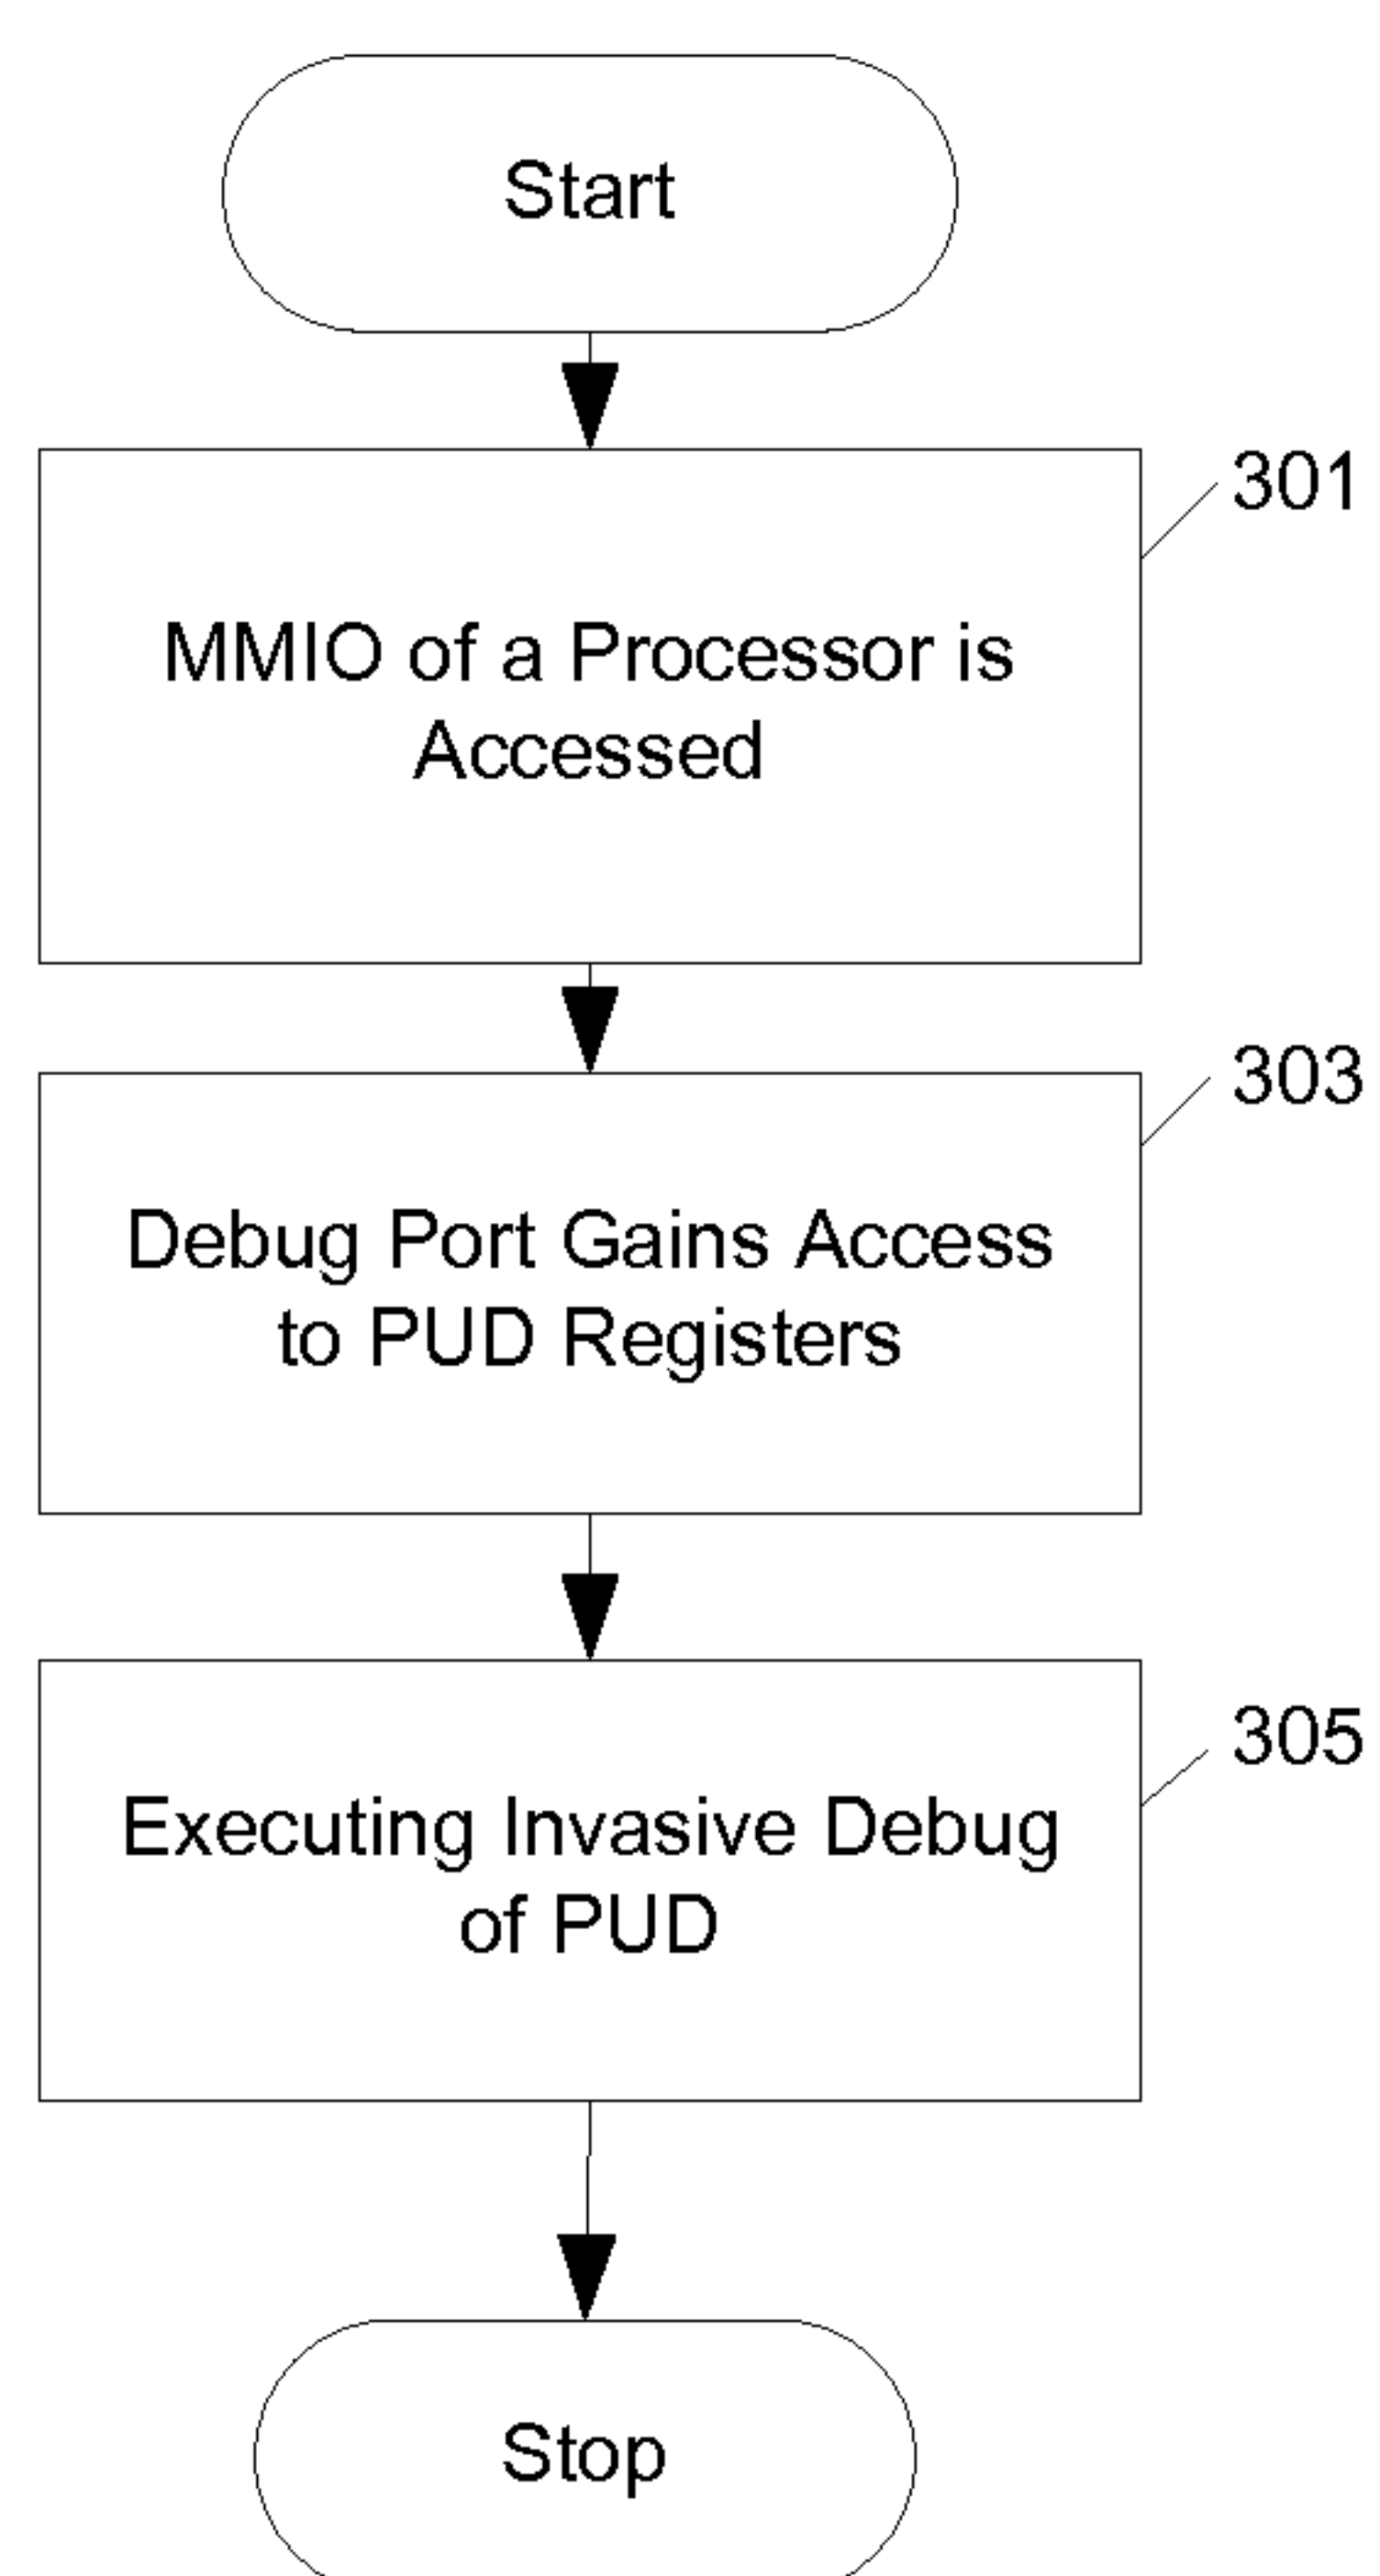 Start
301
MMIO of a Processor is
Accessed
303
Debug Port Gains Access
to PUD Registers
305
Executing Invasive Debug
of PUD
Stop